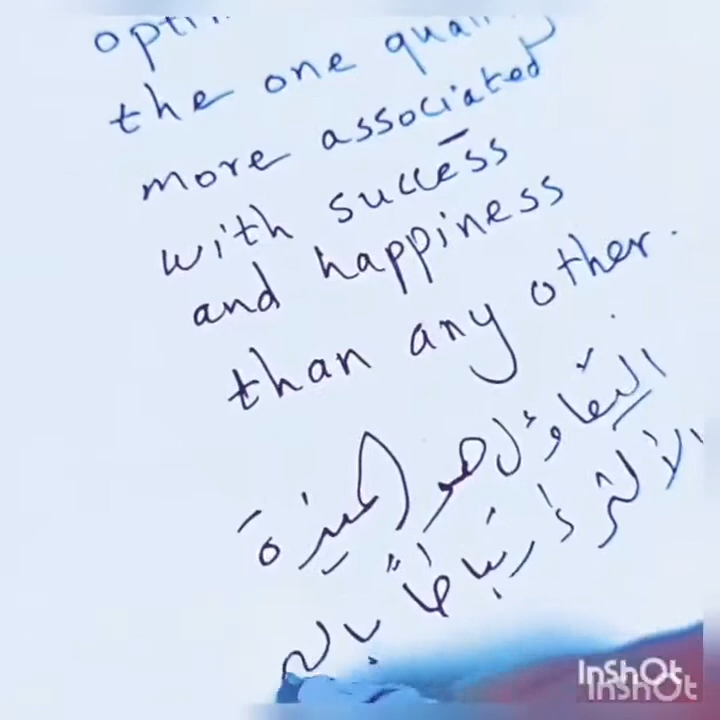 the one
more associated
with success
and happiness
than any other.
التفاؤل هو الميزة
الأكثر ارتباطاً
InShOt